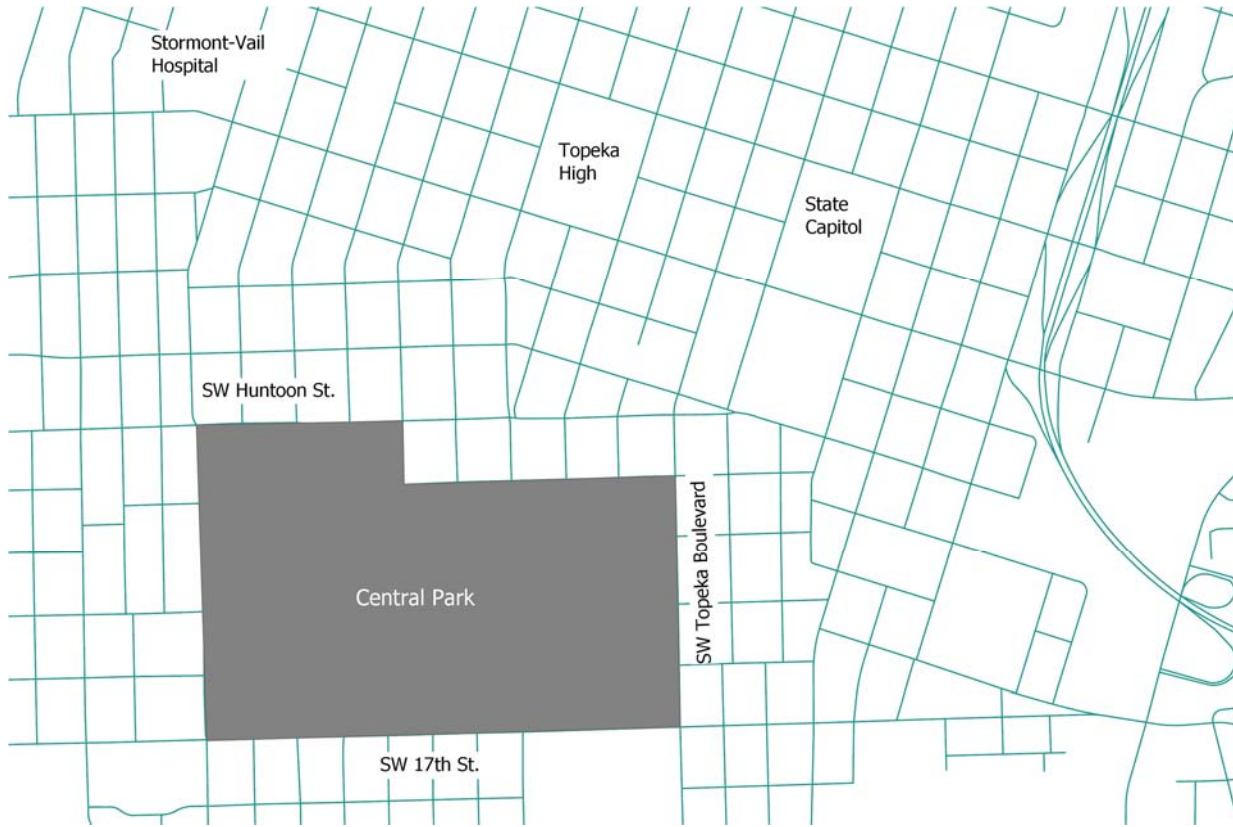 Stormont-Vail
Hospital
Topeka
High
State
Capitol
SW Huntoon St.
SW Topeka Boulevard
Central Park
SW 17th St.